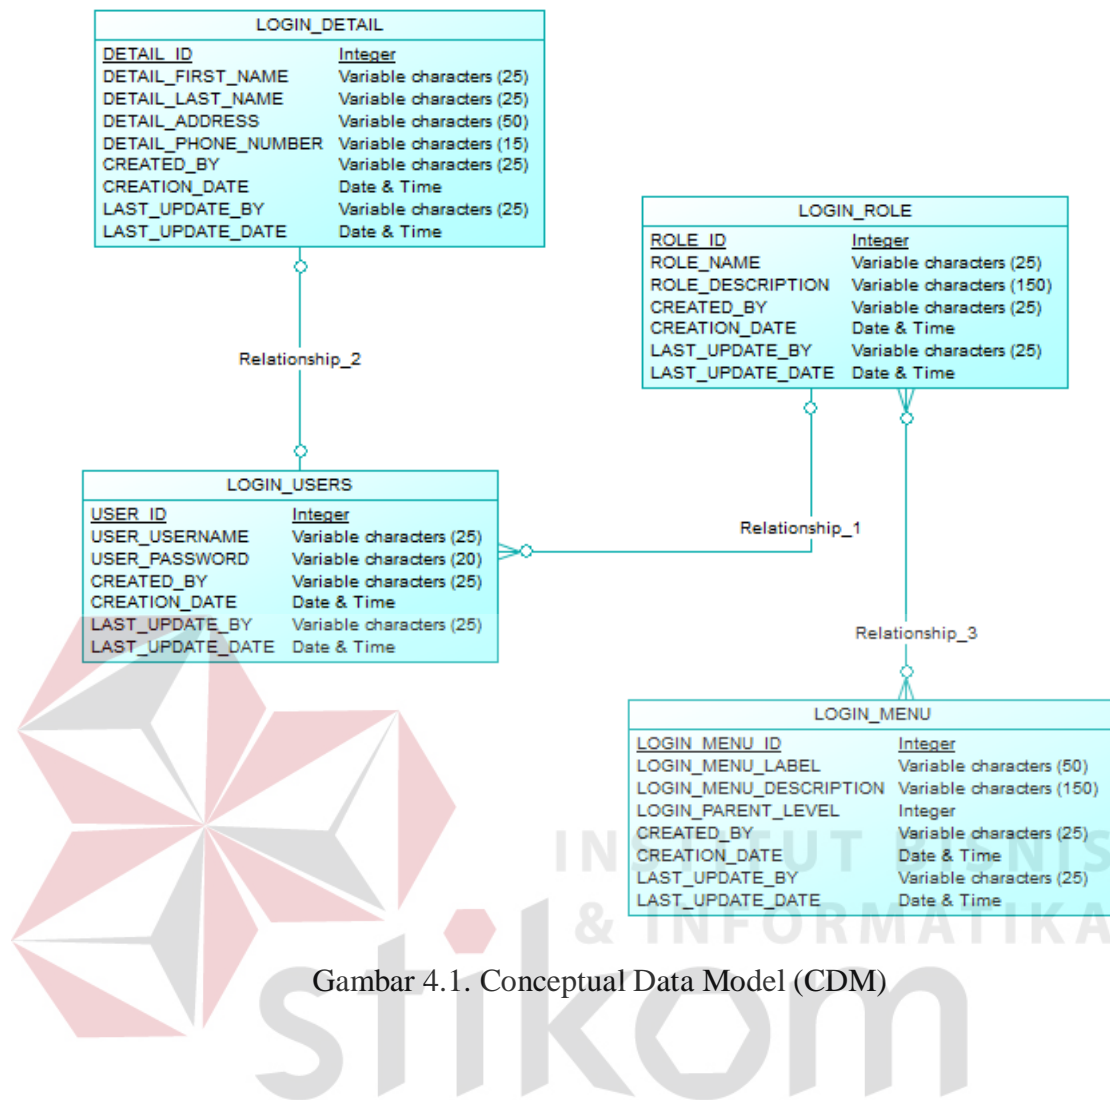 LOGIN_DETAIL
DETAIL_ID Integer
DETAIL_FIRST_NAME Variable characters (25)
DETAIL_LAST_NAME Variable characters (25)
DETAIL_ADDRESS Variable characters (50)
DETAIL_PHONE_NUMBER Variable characters (15)
CREATED_BY Variable characters (25)
CREATION_DATE Date & Time
LAST_UPDATE_BY Variable characters (25)
LAST_UPDATE_DATE Date & Time
LOGIN_ROLE
ROLE_ID Integer
ROLE_NAME Variable characters (25)
ROLE_DESCRIPTION Variable characters (150)
CREATED_BY Variable characters (25)
CREATION_DATE Date & Time
LAST_UPDATE_BY Variable characters (25)
LAST_UPDATE_DATE Date & Time
Relationship_2
LOGIN_USERS
USER_ID Integer
USER_USERNAME Variable characters (25)
USER_PASSWORD Variable characters (20)
CREATED_BY Variable characters (25)
CREATION_DATE Date & Time
LAST_UPDATE_BY Variable characters (25)
LAST_UPDATE_DATE Date & Time
Relationship_1
Relationship_3
LOGIN_MENU
LOGIN_MENU_ID Integer
LOGIN_MENU_LABEL Variable characters (50)
LOGIN_MENU_DESCRIPTION Variable characters (150)
LOGIN_PARENT_LEVEL Integer
CREATED_BY Variable characters (25)
CREATION_DATE Date & Time
LAST_UPDATE_BY Variable characters (25)
LAST_UPDATE_DATE Date & Time
INSTITUT BISNIS
& INFORMATIKA
Gambar 4.1. Conceptual Data Model (CDM)
stikom